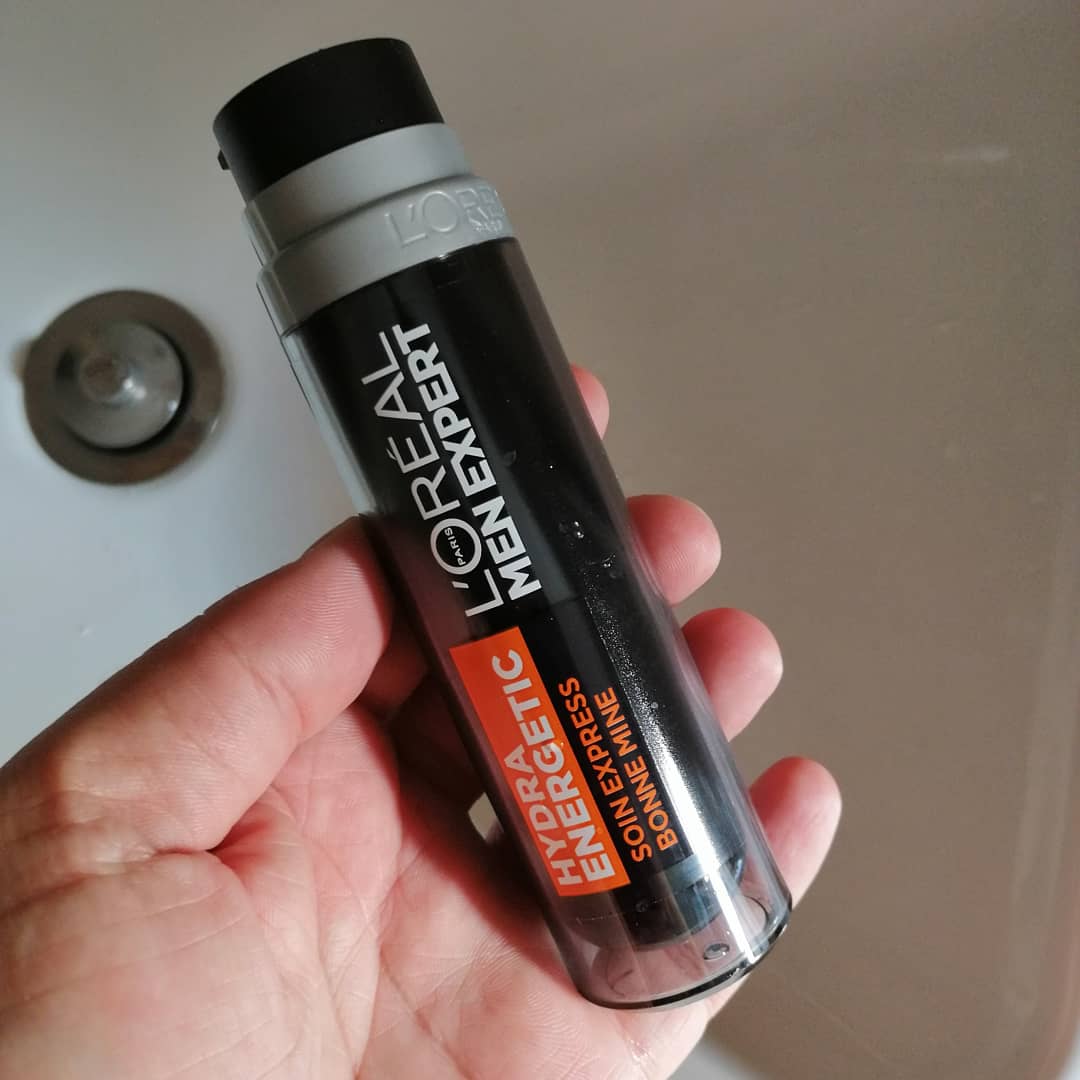 L'ORÉAL
PARIS
MEN EXPERT
HYDRA
ENERGETIC
SOIN EXPRESS
BONNE MINE